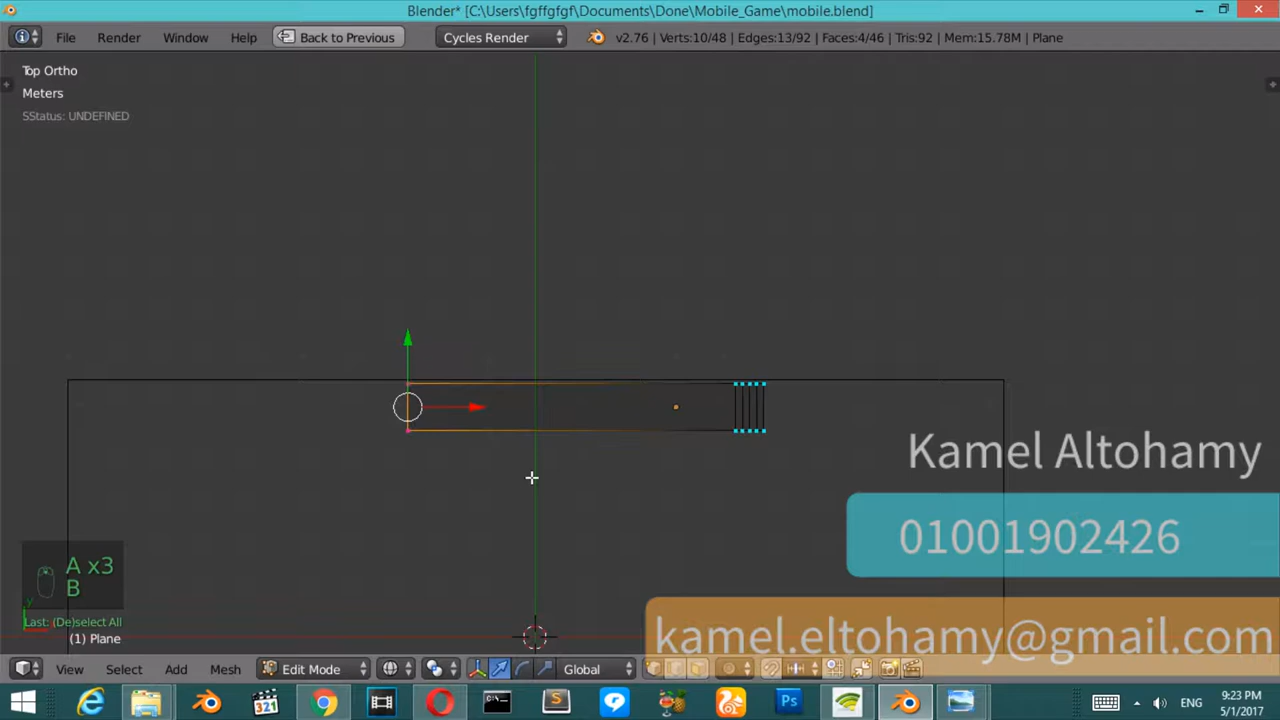 Blender* [C:\Users\fgffgfgf\Documents\Done\Mobile_Game\mobile.blend]
File Render Window Help Back to Previous Cycles Render v2.76 | Verts:10/48 | Edges:13/92 | Faces:4/46 | Tris:92 | Mem:15.78M | Plane
Top Ortho
Meters
SStatus: UNDEFINED
Kamel Altohamy
01001902426
kamel.eltohamy@gmail.com
A x3
B
Last: (De)select All
(1) Plane
View Select Add Mesh Edit Mode Global
321
Ps
ENG
9:23 PM
5/1/2017